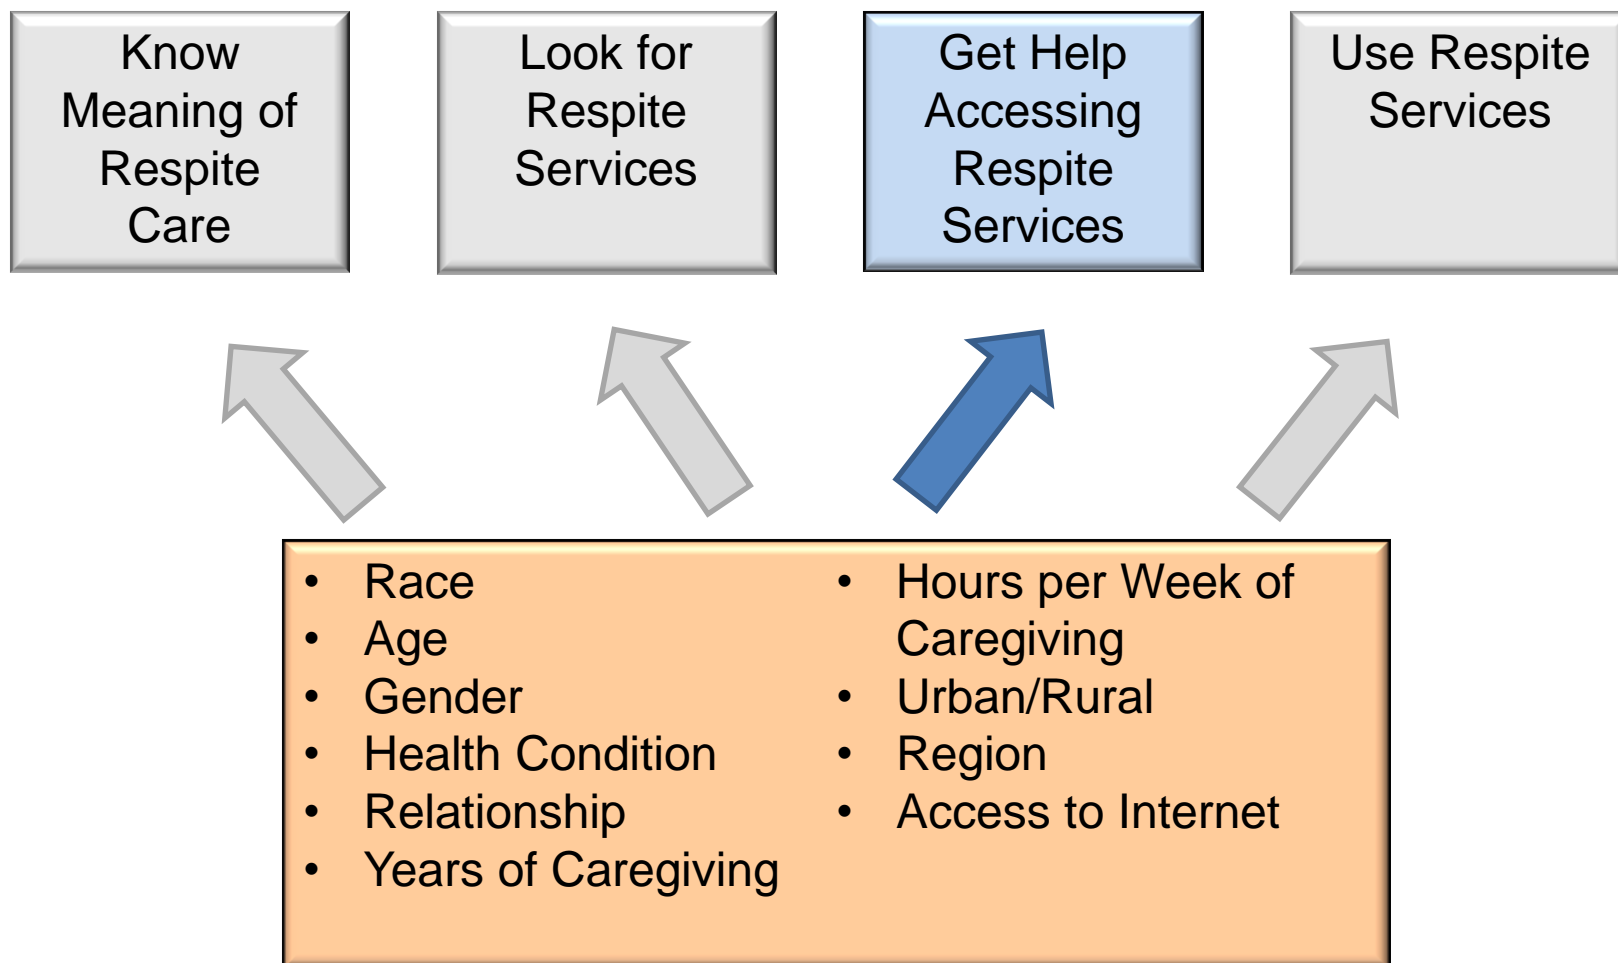 Know
Meaning of
Respite
Care
Look for
Respite
Services
Get Help
Accessing
Respite
Services
Use Respite
Services
• Race
• Age
• Gender
• Health Condition
• Relationship
• Years of Caregiving
• Hours per Week of
Caregiving
• Urban/Rural
• Region
• Access to Internet